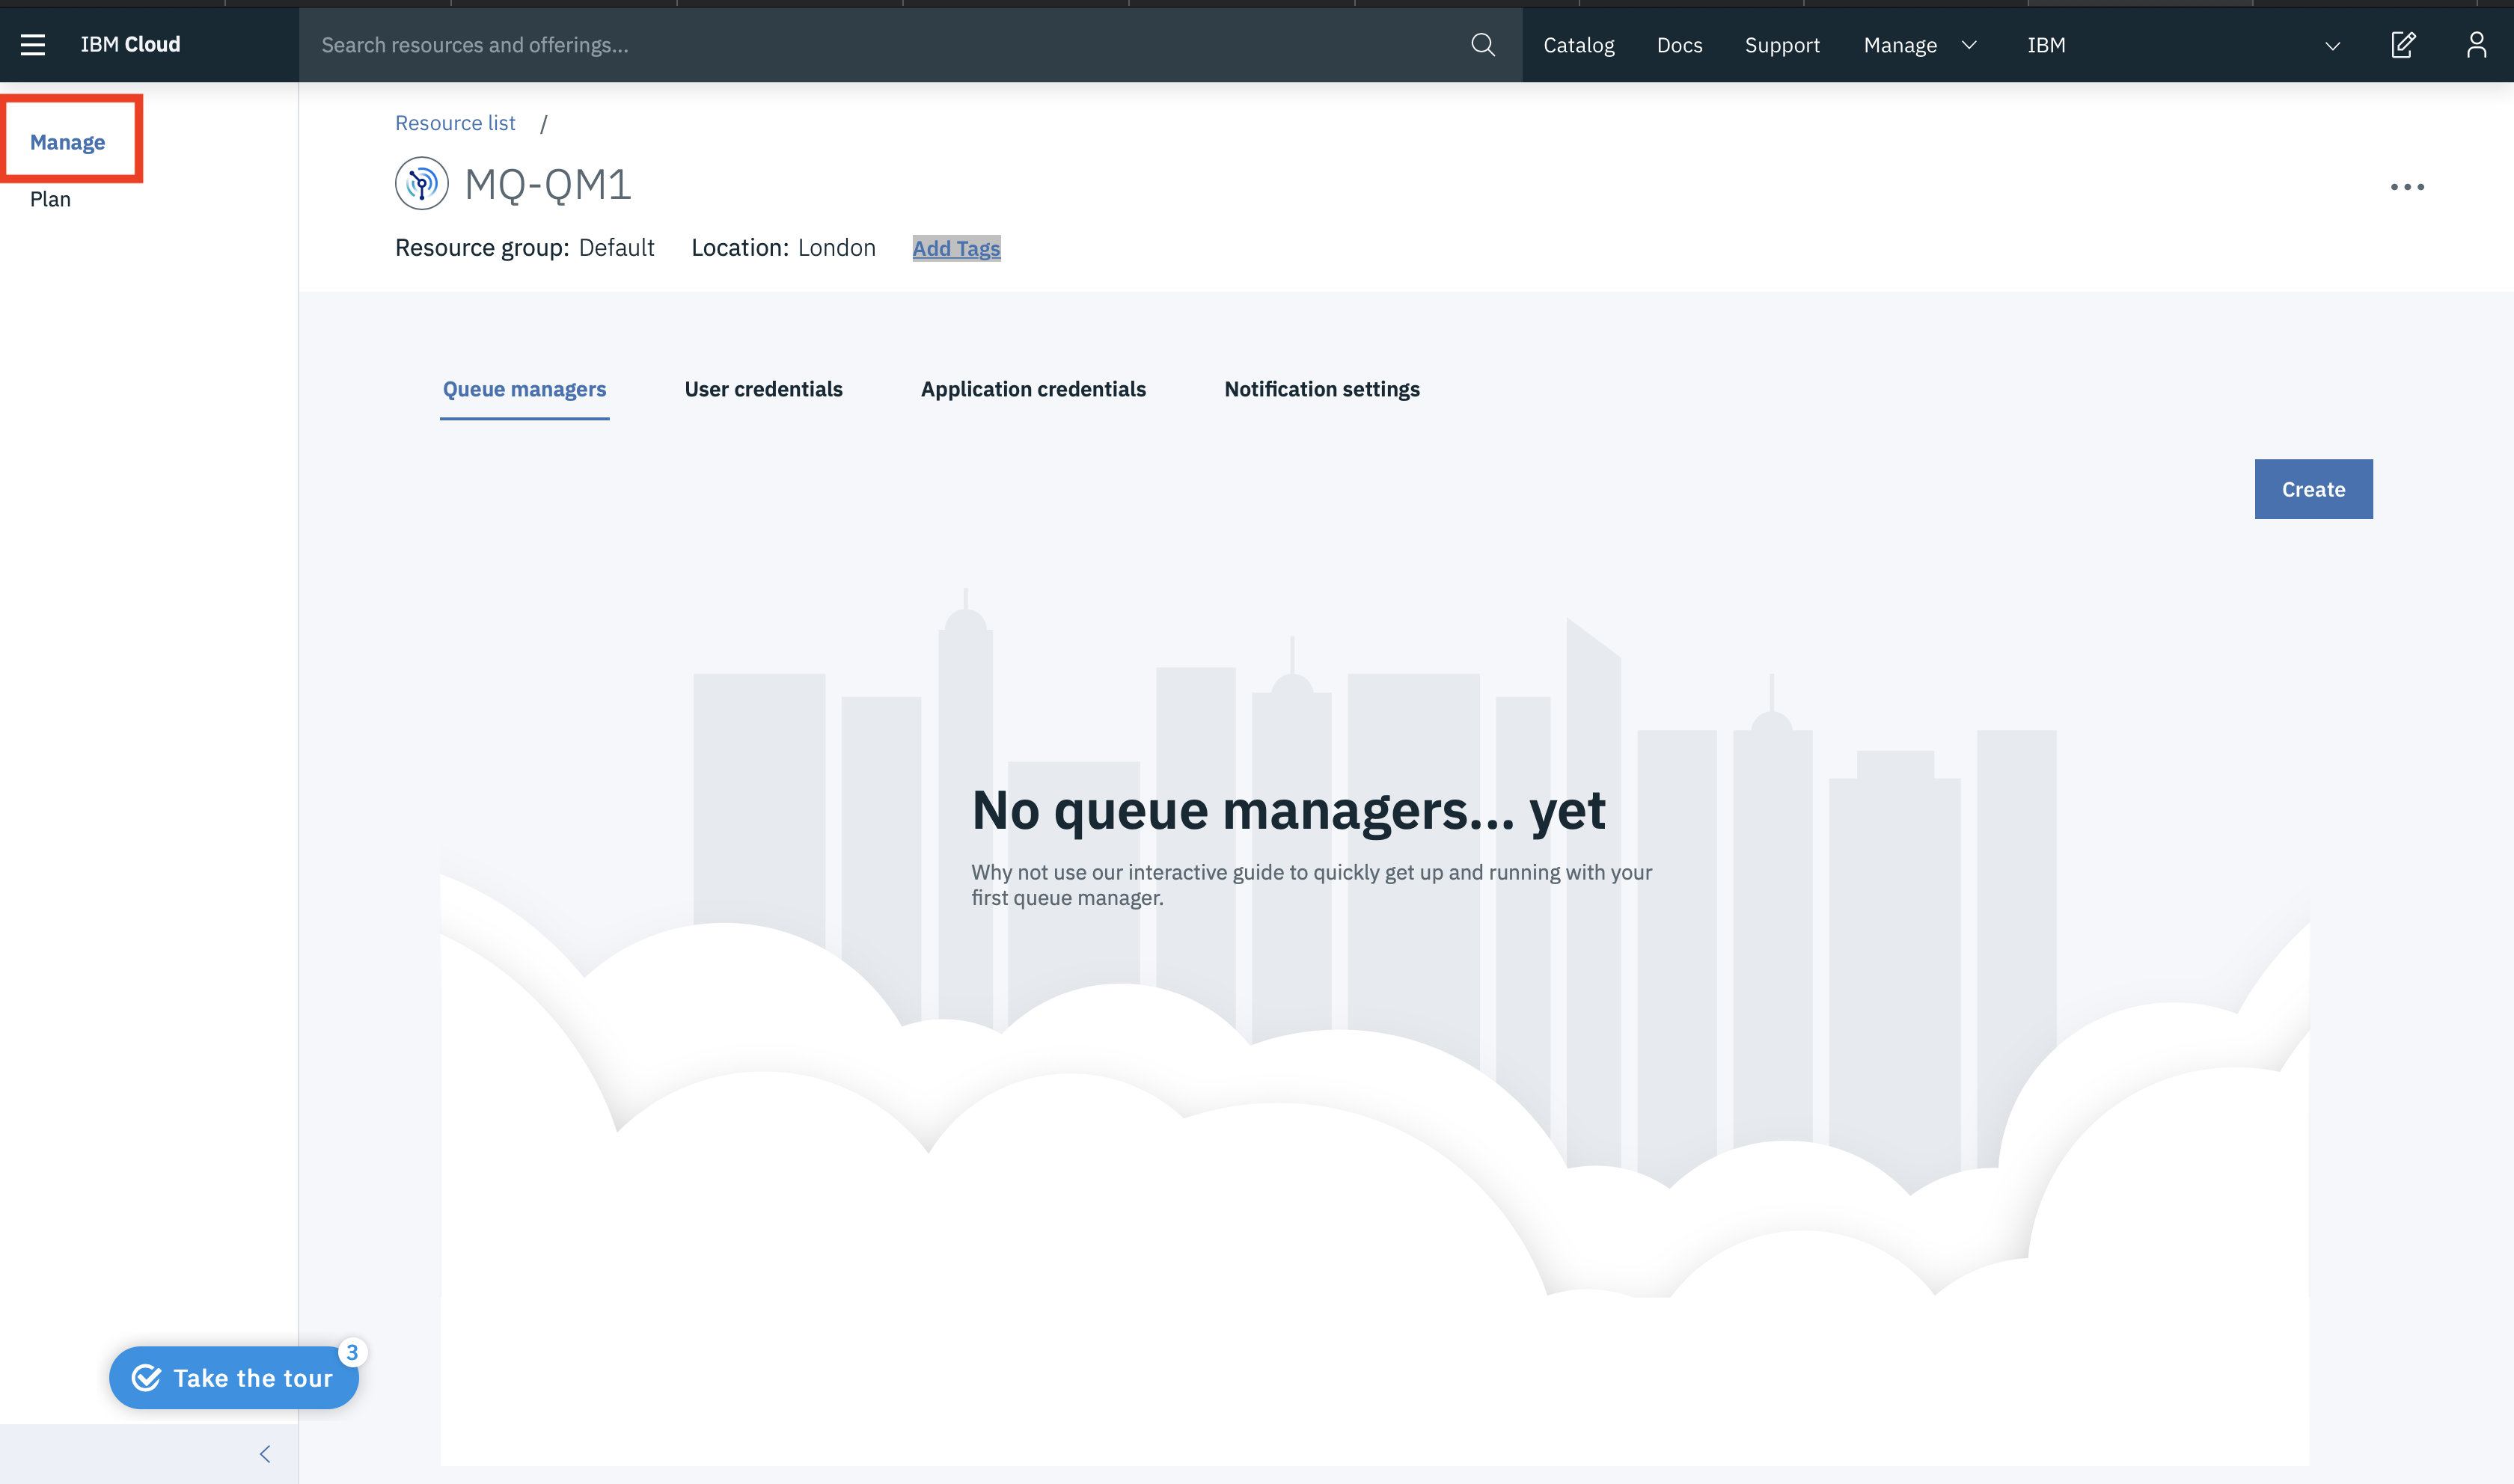 IBM Cloud
Search resources and offerings...
Catalog
Docs
Support
Manage
IBM
Manage
Plan
Resource list /
MQ-QM1
Resource group: Default Location: London Add Tags
Queue managers
User credentials
Application credentials
Notification settings
Create
No queue managers... yet
Why not use our interactive guide to quickly get up and running with your
first queue manager.
Take the tour
3